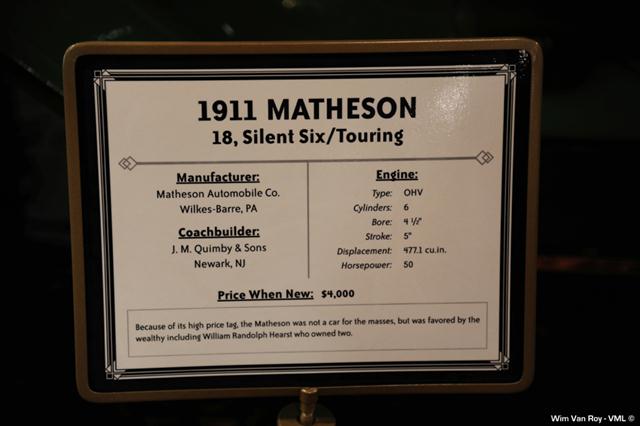 1911 MATHESON
18, Silent Six/Touring
Manufacturer:
Matheson Automobile Co.
Wilkes-Barre, PA
Coachbuilder:
J. M. Quimby & Sons
Newark, NJ
Engine:
Type: OHV
Cylinders: 6
Bore: 4 ½"
Stroke: 5"
Displacement: 477.1 cu.in.
Horsepower: 50
Price When New: $4,000
Because of its high price tag, the Matheson was not a car for the masses, but was favored by the
wealthy including William Randolph Hearst who owned two.
Wim Van Roy - VML ©